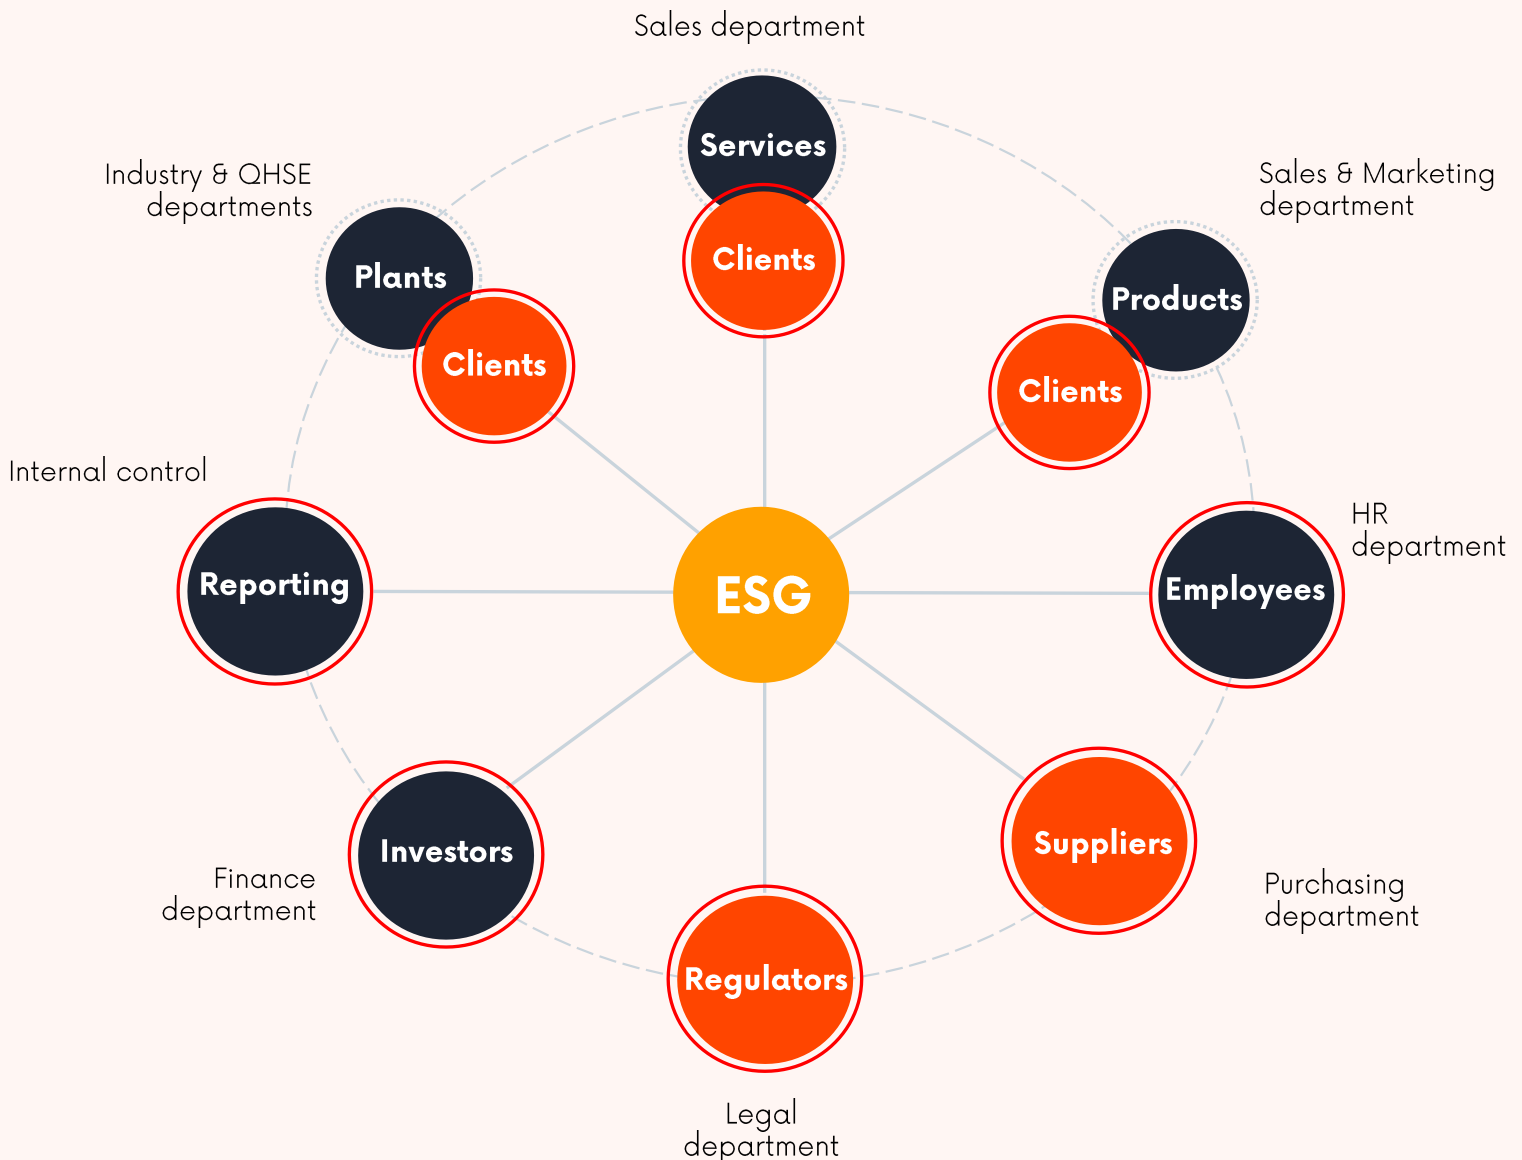 Sales department
Services
Clients
Industry & QHSE
departments
Plants
Clients
Sales & Marketing
department
Products
Clients
Internal control
Reporting
ESG
HR
department
Employees
Investors
Finance
department
Suppliers
Purchasing
department
Regulators
Legal
department